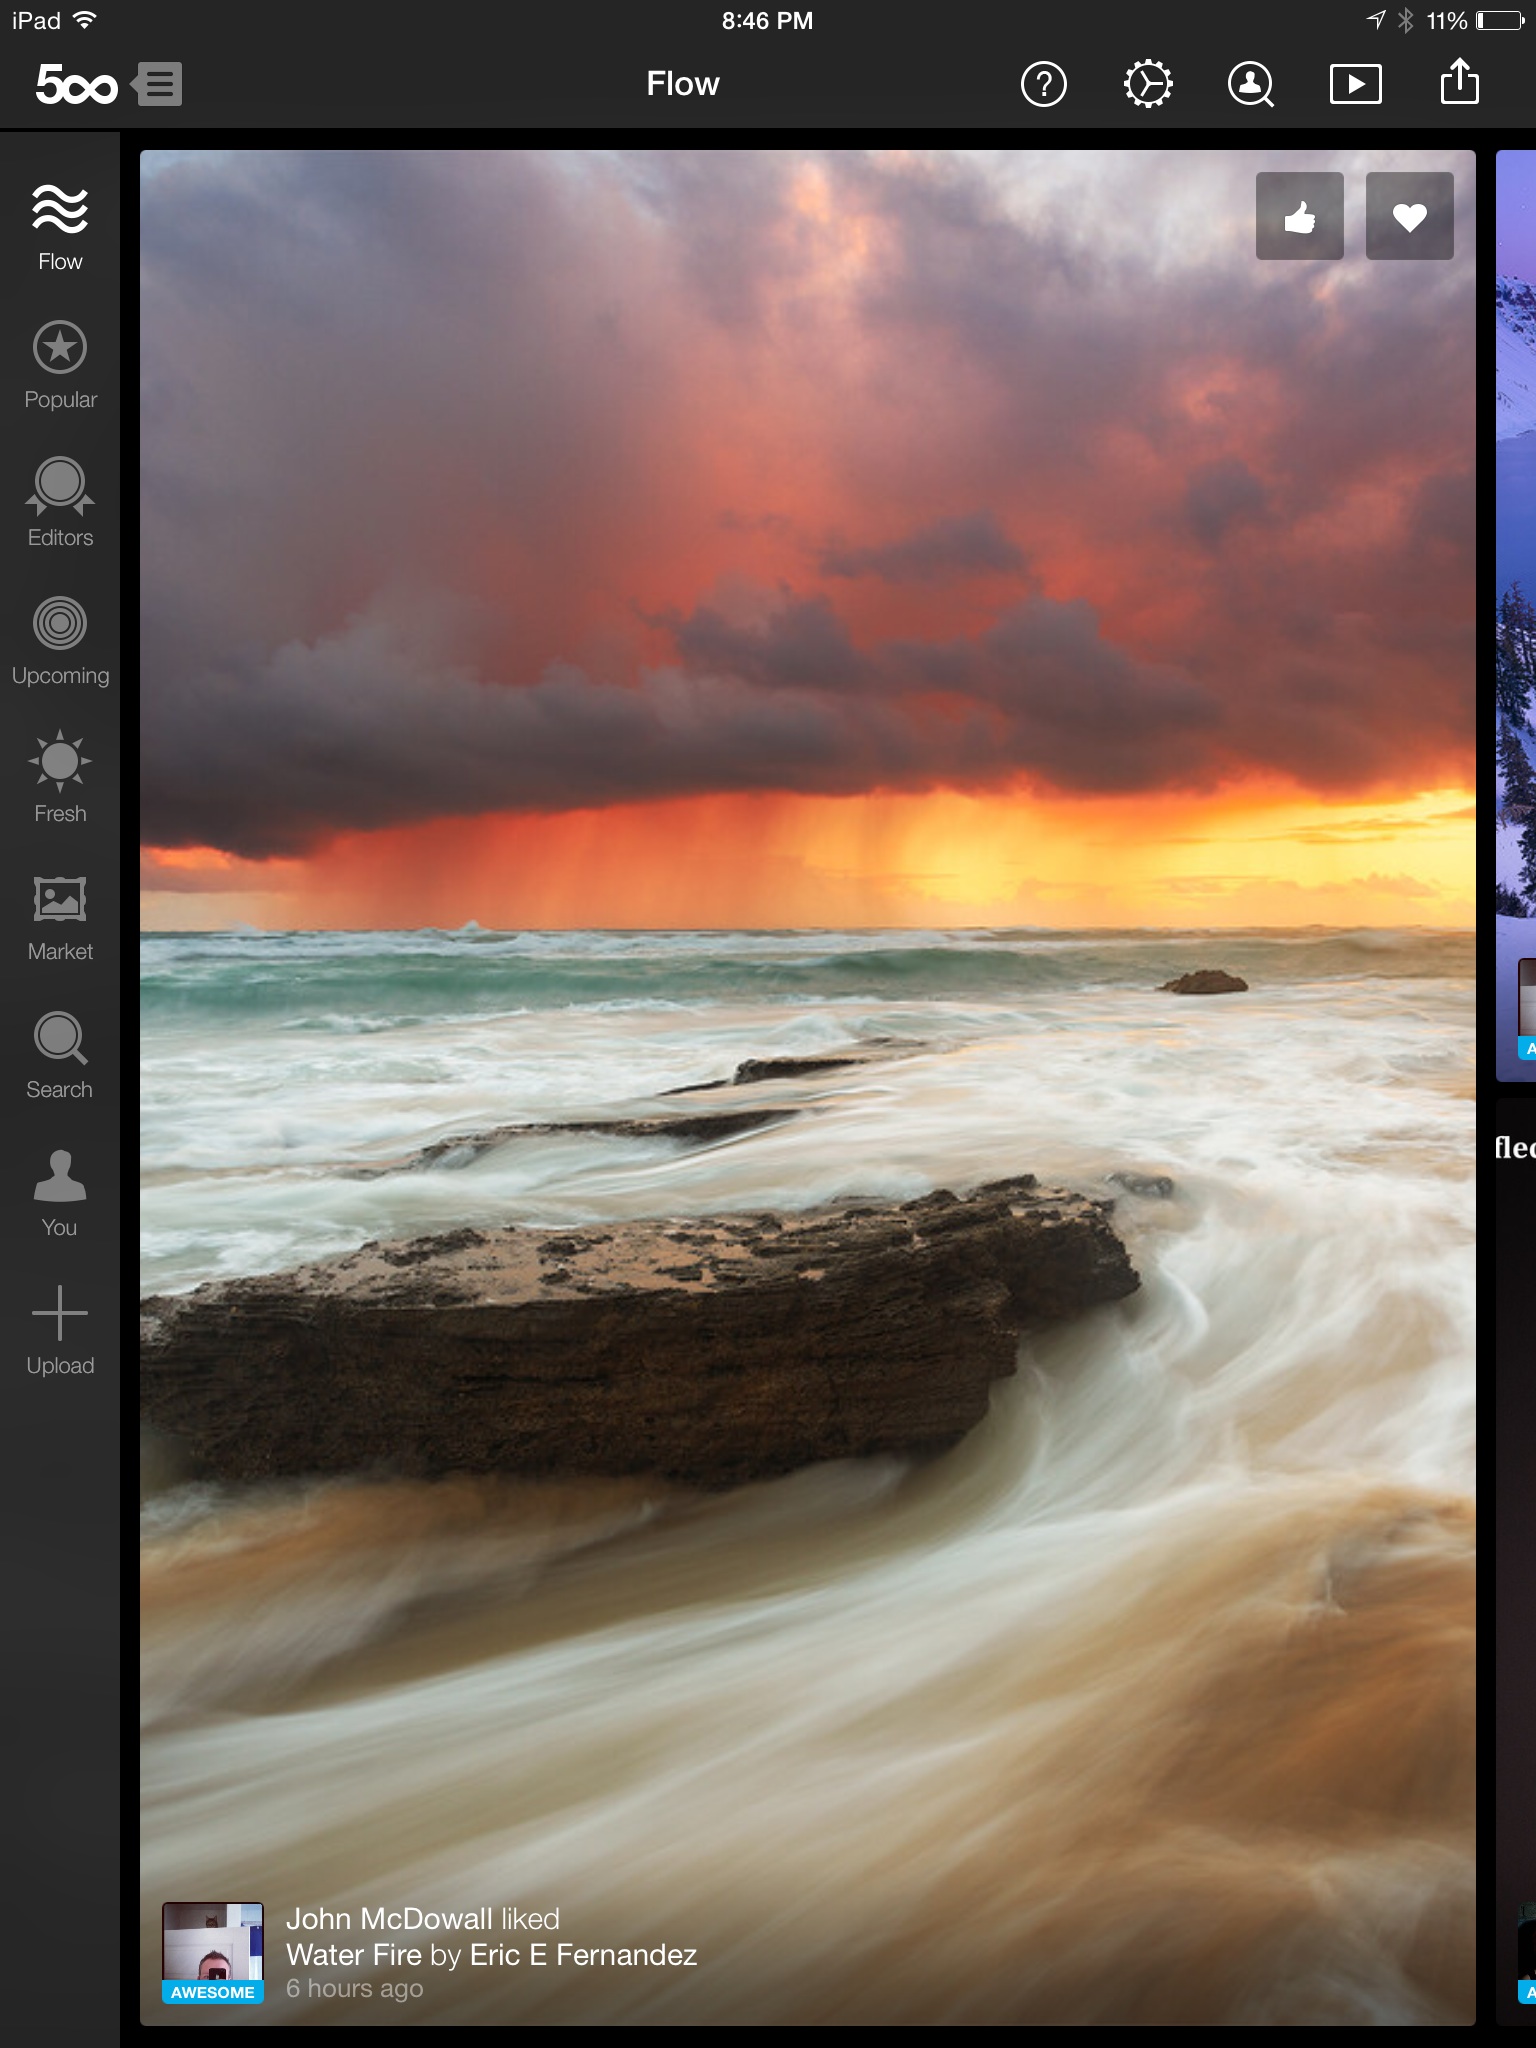 iPad
8:46 PM
11%
500
Flow
Flow
Popular
Editors
Upcoming
Fresh
Market
Search
You
Upload
flec
A
John McDowall liked
Water Fire by Eric E Fernandez
6 hours ago
AWESOME
A